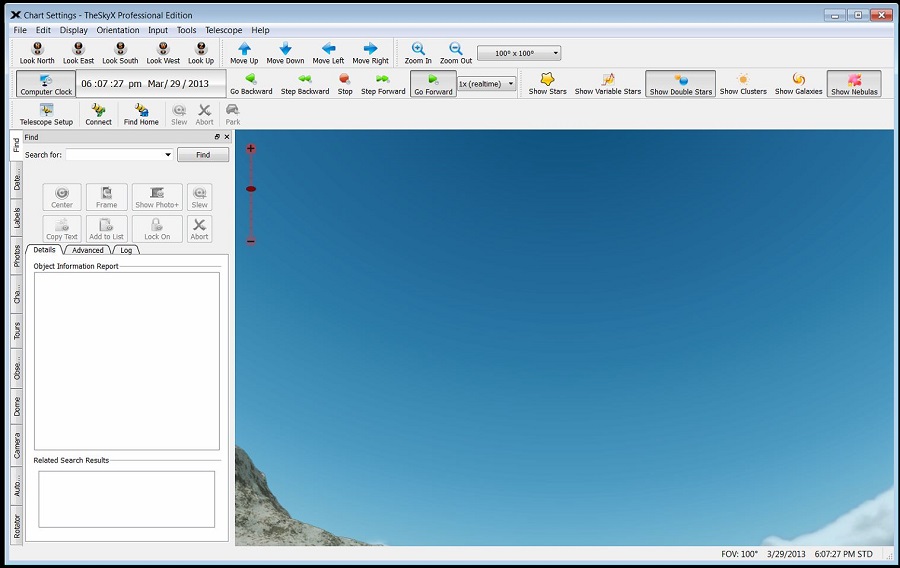 Chart Settings - TheSkyX Professional Edition
File Edit Display Orientation Input Tools Telescope Help
Look North Look East Look South Look West Look Up Move Up Move Down Move Left Move Right Zoom In Zoom Out 100º x 100º
Computer Clock 06:07:27 pm Mar/29/2013 Go Backward Step Backward Stop Step Forward Go Forward 1x (realtime) Show Stars Show Variable Stars Show Double Stars Show Clusters Show Galaxies Show Nebulas
Telescope Setup Connect Find Home Slew Abort Park
Find
Search for: Find
Center Frame Show Photo+ Slew
Copy Text Add to List Lock On Abort
Details Advanced Log
Object Information Report
Related Search Results
Find
Date...
Labels
Photos
Cha...
Tours
Obse...
Dome
Camera
Auto...
Rotator
FOV: 100° 3/29/2013 6:07:27 PM STD